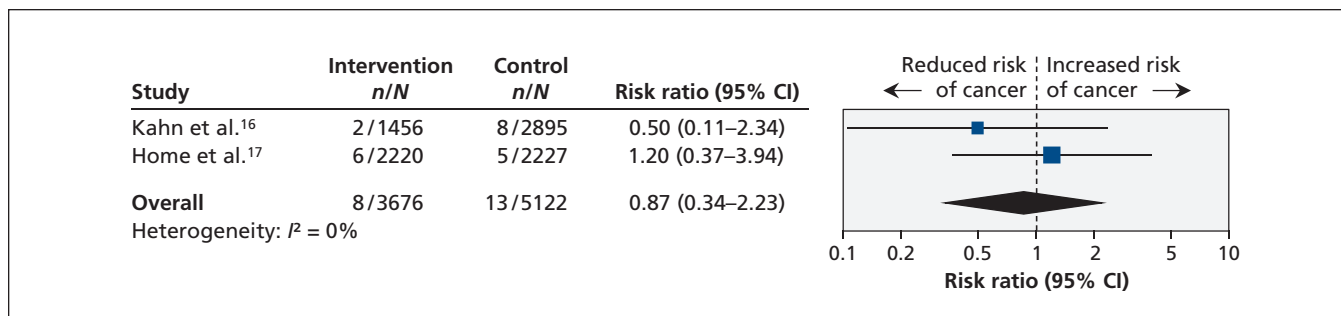 Intervention Control
Study n/N n/N Risk ratio (95% CI)
Kahn et al.¹⁶ 2/1456 8/2895 0.50 (0.11–2.34)
Home et al.¹⁷ 6/2220 5/2227 1.20 (0.37–3.94)
Overall 8/3676 13/5122 0.87 (0.34–2.23)
Heterogeneity: I² = 0%
Reduced risk of cancer
Increased risk of cancer
0.1 0.2 0.5 1 2 5 10
Risk ratio (95% CI)